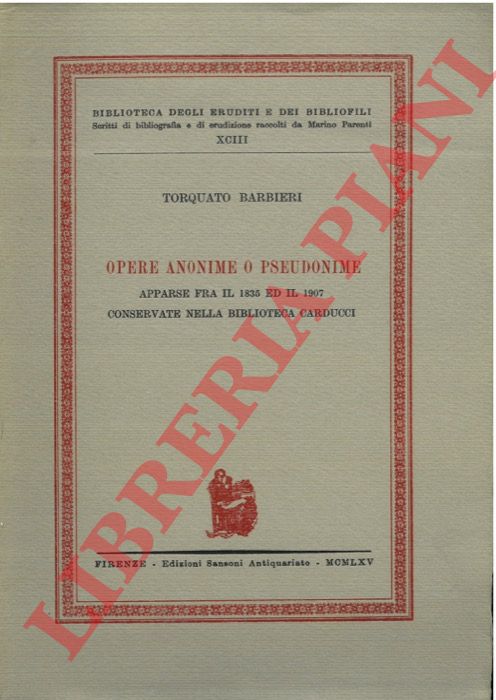 BIBLIOTECA DEGLI ERUDITI E DEI BIBLIOFILI
Scritti di bibliografia e di erudizione raccolti da Marino Parenti
XCIII
TORQUATO BARBIERI
OPERE ANONIME O PSEUDONIME
APPARSE FRA IL 1835 ED IL 1907
CONSERVATE NELLA BIBLIOTECA CARDUCCI
FIRENZE - Edizioni Sansoni Antiquariato - MCMLXV
LIBRERIA PIANI